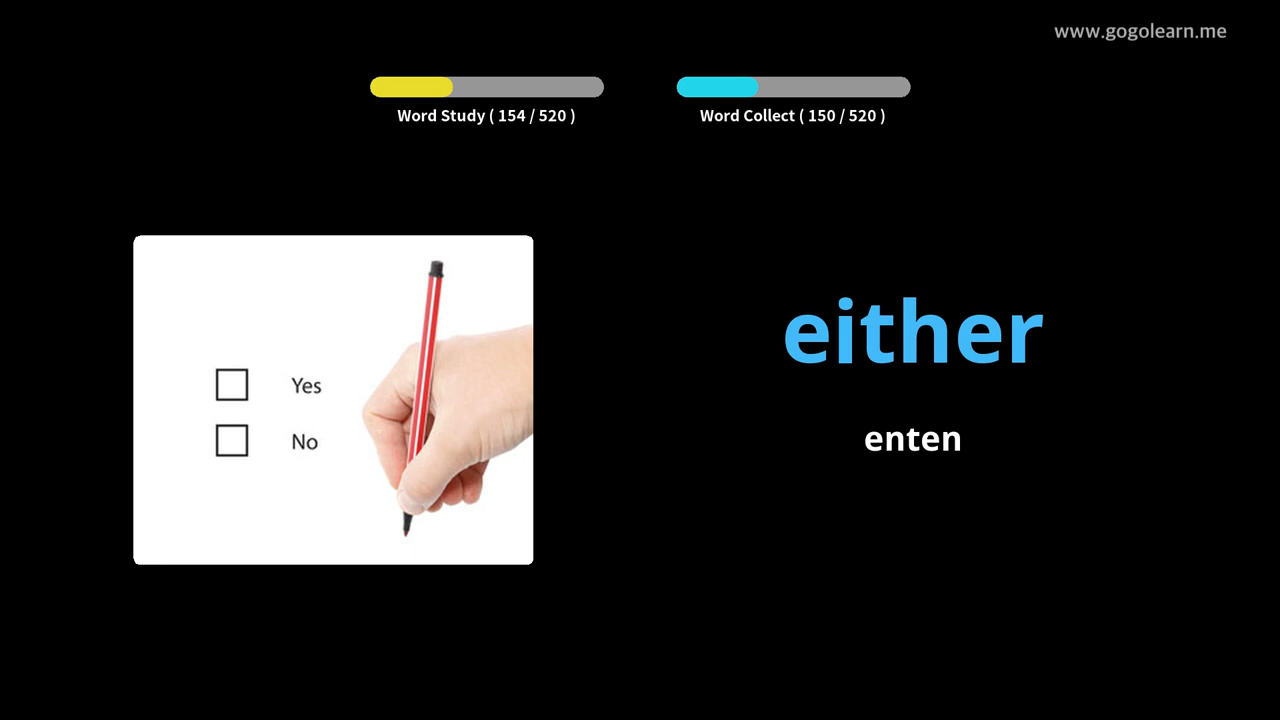 www.gogolearn.me
Word Study ( 154 / 520 )
Word Collect ( 150 / 520 )
Yes
No
either
enten